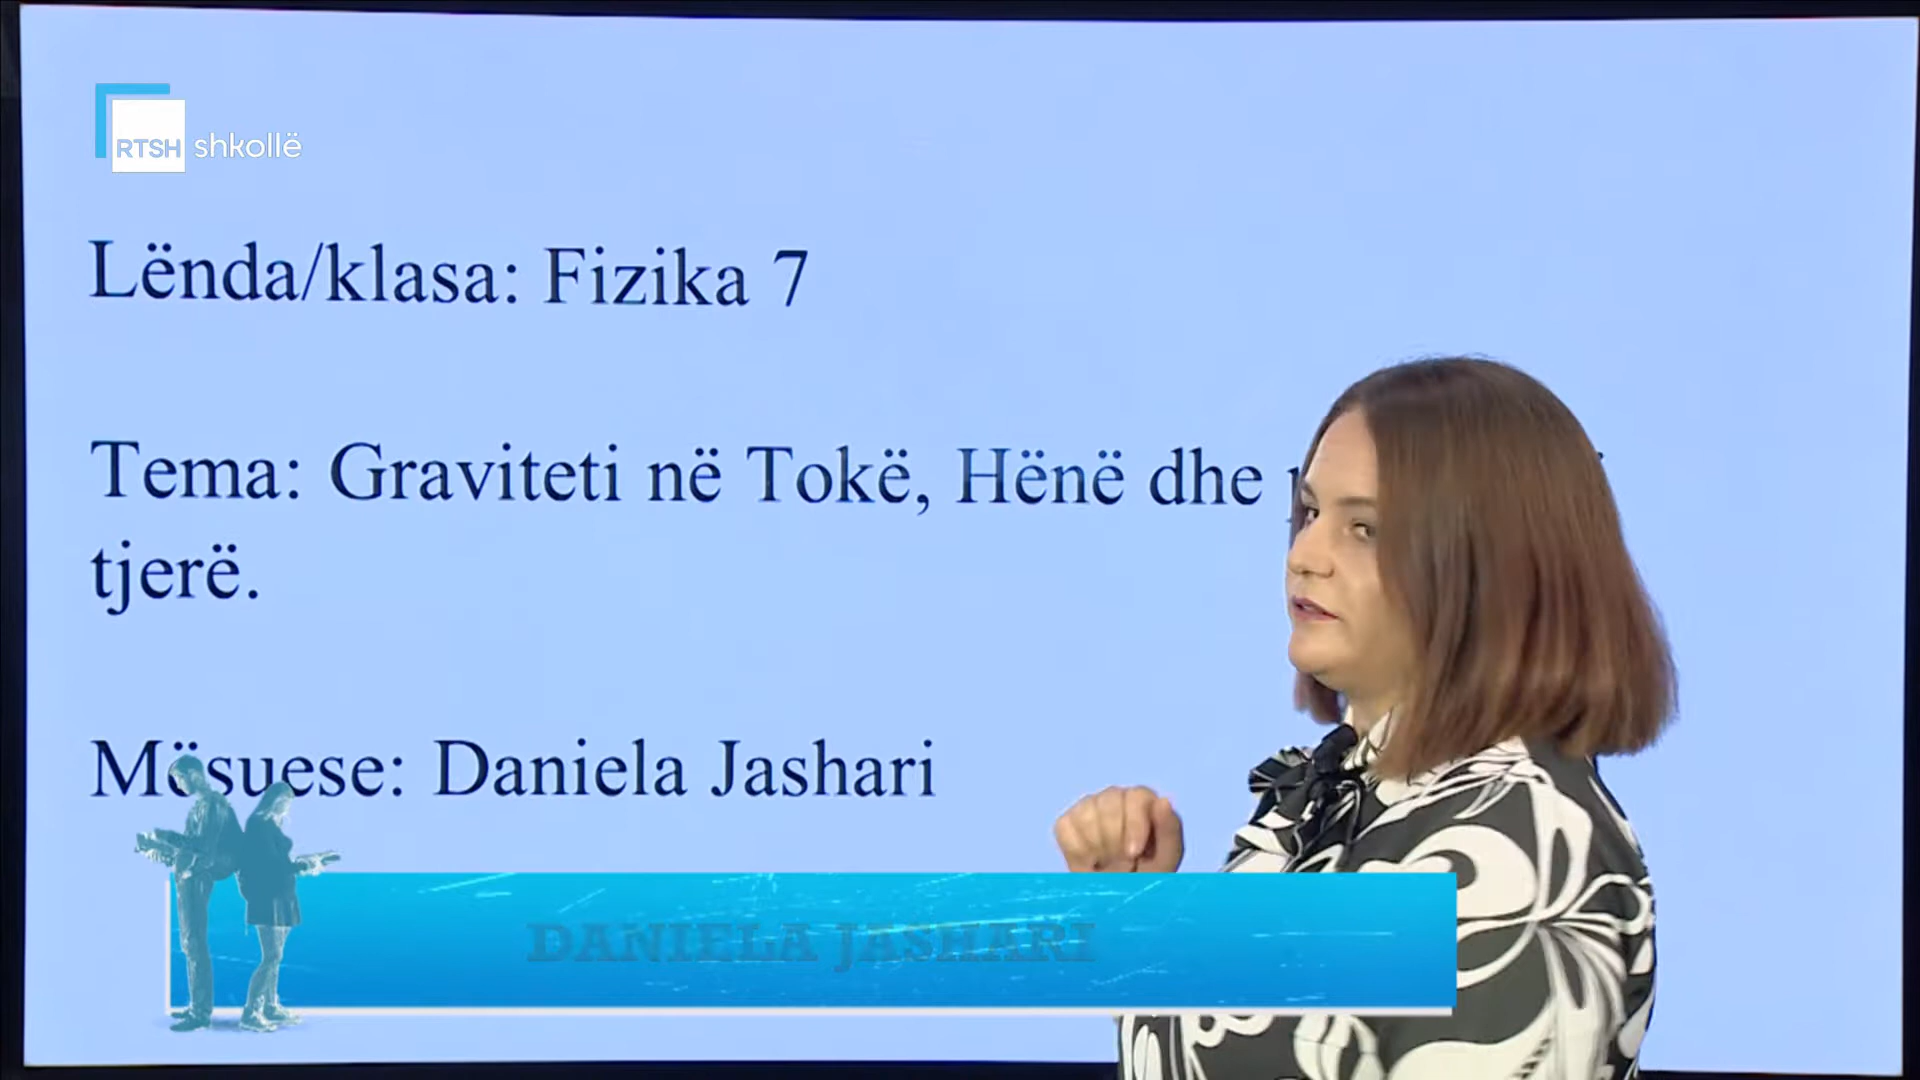 RTSH shkollë
Lënda/klasa: Fizika 7
Tema: Graviteti në Tokë, Hënë dhe
tjerë.
Mësuese: Daniela Jashari
DANIELA JASHARI